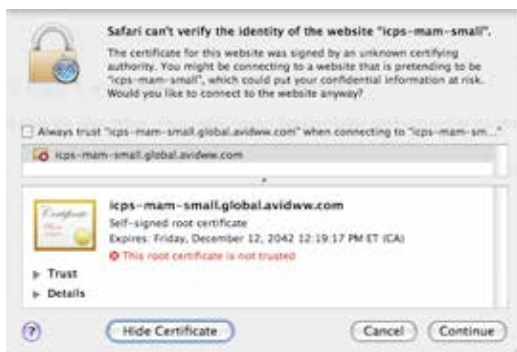 Safari can't verify the identity of the website "icps-mam-small".
The certificate for this website was signed by an unknown certifying
authority. You might be connecting to a website that is pretending to be
"icps-mam-small", which could put your confidential information at risk.
Would you like to connect to the website anyway?
Always trust "icps-mam-small.global.avidww.com" when connecting to "icps-mam-sm..."
icps-mam-small.global.avidww.com
Certificate
icps-mam-small.global.avidww.com
Self-signed root certificate
Expires: Friday, December 12, 2042 12:19:17 PM ET (CA)
This root certificate is not trusted
Trust
Details
?
Hide Certificate
Cancel
Continue